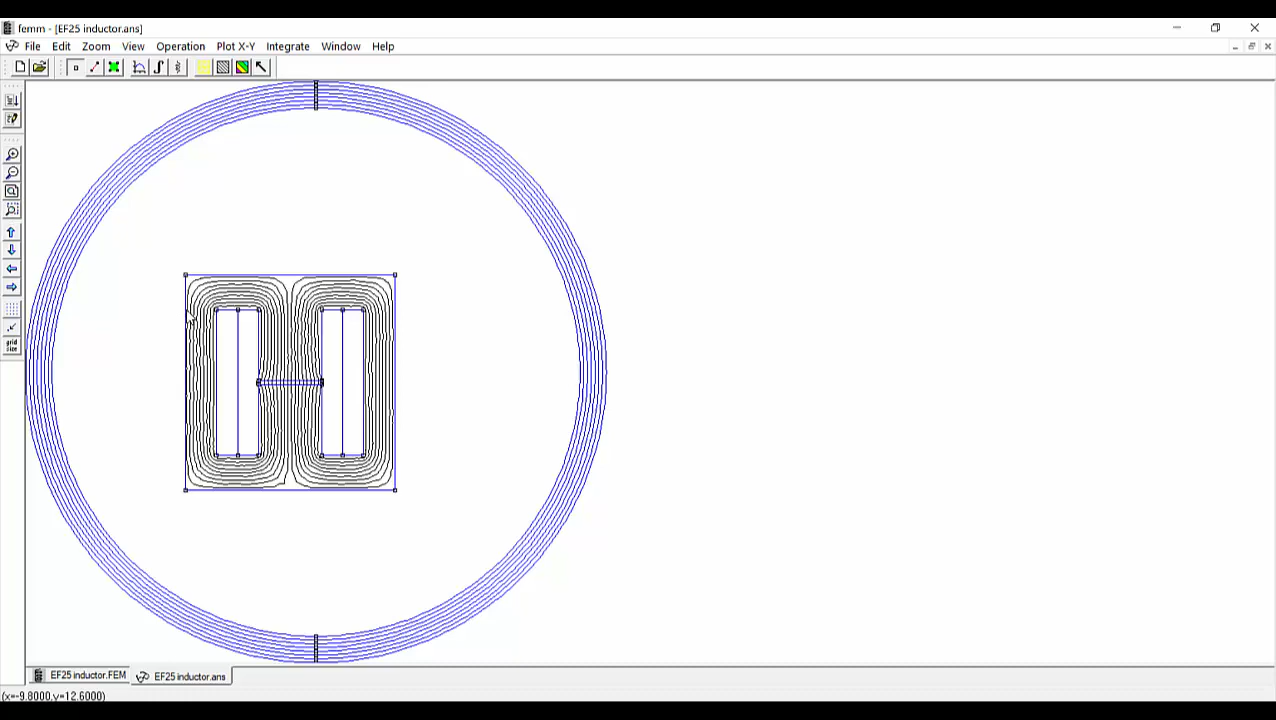 femm - [EF25 inductor.ans]
File Edit Zoom View Operation Plot X-Y Integrate Window Help
grid
size
EF25 inductor.FEM EF25 inductor.ans
(x=-9.8000,y=12.6000)